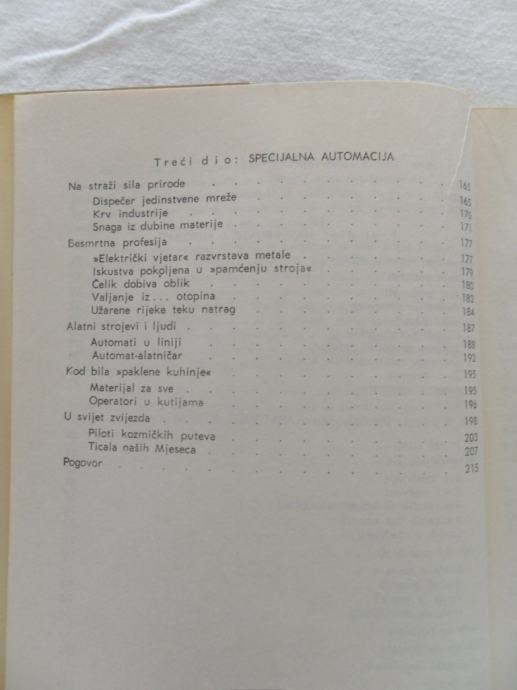 Treći dio: SPECIJALNA AUTOMACIJA
Na straži sila prirode . . . . . . . . . . . 165
Dispečer jedinstvene mreže . . . . . . . . . 165
Krv industrije . . . . . . . . . . . 170
Snaga iz dubine materije . . . . . . . . . 171
Besmrtna profesija . . . . . . . . . . . 177
»Električki vjetar« razvrstava metale . . . . . . . 177
Iskustva pokpljena u »pamćenju stroja« . . . . . . 179
Čelik dobiva oblik . . . . . . . . . . 180
Valjanje iz... otopina . . . . . . . . . 182
Užarene rijeke teku natrag . . . . . . . . . 184
Alatni strojevi i ljudi . . . . . . . . . . . 187
Automati u liniji . . . . . . . . . . 188
Automat-alatničar . . . . . . . . . . 192
Kod bila »paklene kuhinje« . . . . . . . . . . 195
Materijal za sve . . . . . . . . . . 195
Operatori u kutijama . . . . . . . . . 196
U svijet zvijezda . . . . . . . . . . . 198
Piloti kozmičkih puteva . . . . . . . . . 203
Ticala naših Mjeseca . . . . . . . . . . 207
Pogovor . . . . . . . . . . . . . 215